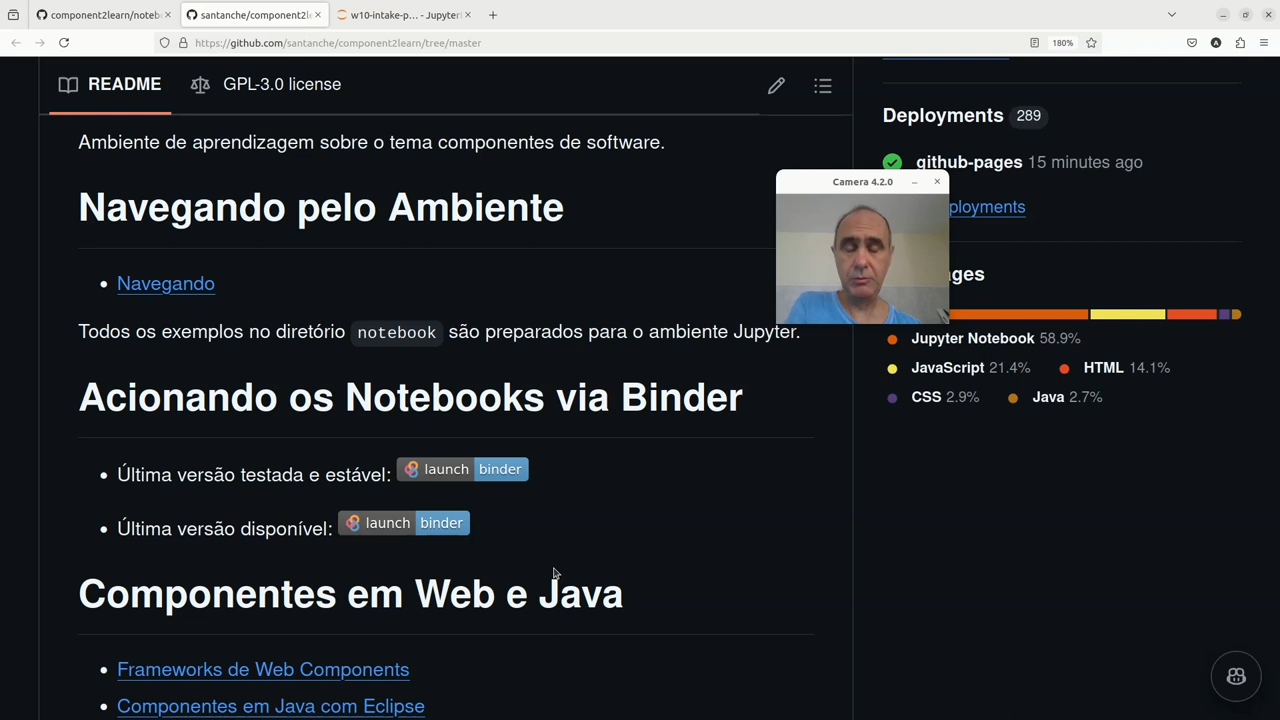 component2learn/noteb
santanche/component2le
w10-intake-p... - Jupyterl
https://github.com/santanche/component2learn/tree/master
180%
README
GPL-3.0 license
Ambiente de aprendizagem sobre o tema componentes de software.
Navegando pelo Ambiente
Navegando
Todos os exemplos no diretório notebook são preparados para o ambiente Jupyter.
Acionando os Notebooks via Binder
Última versão testada e estável: launch binder
Última versão disponível: launch binder
Componentes em Web e Java
Frameworks de Web Components
Componentes em Java com Eclipse
Camera 4.2.0
Deployments 289
github-pages 15 minutes ago
ployments
ges
Jupyter Notebook 58.9%
JavaScript 21.4%
HTML 14.1%
CSS 2.9%
Java 2.7%